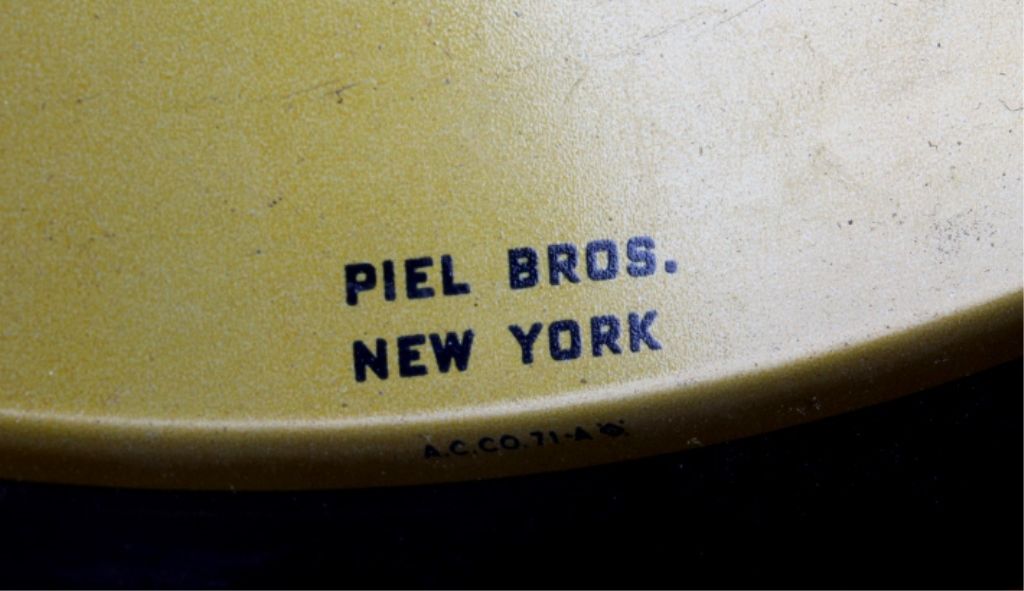 PIEL BROS.
NEW YORK
A.C.CO.71-A